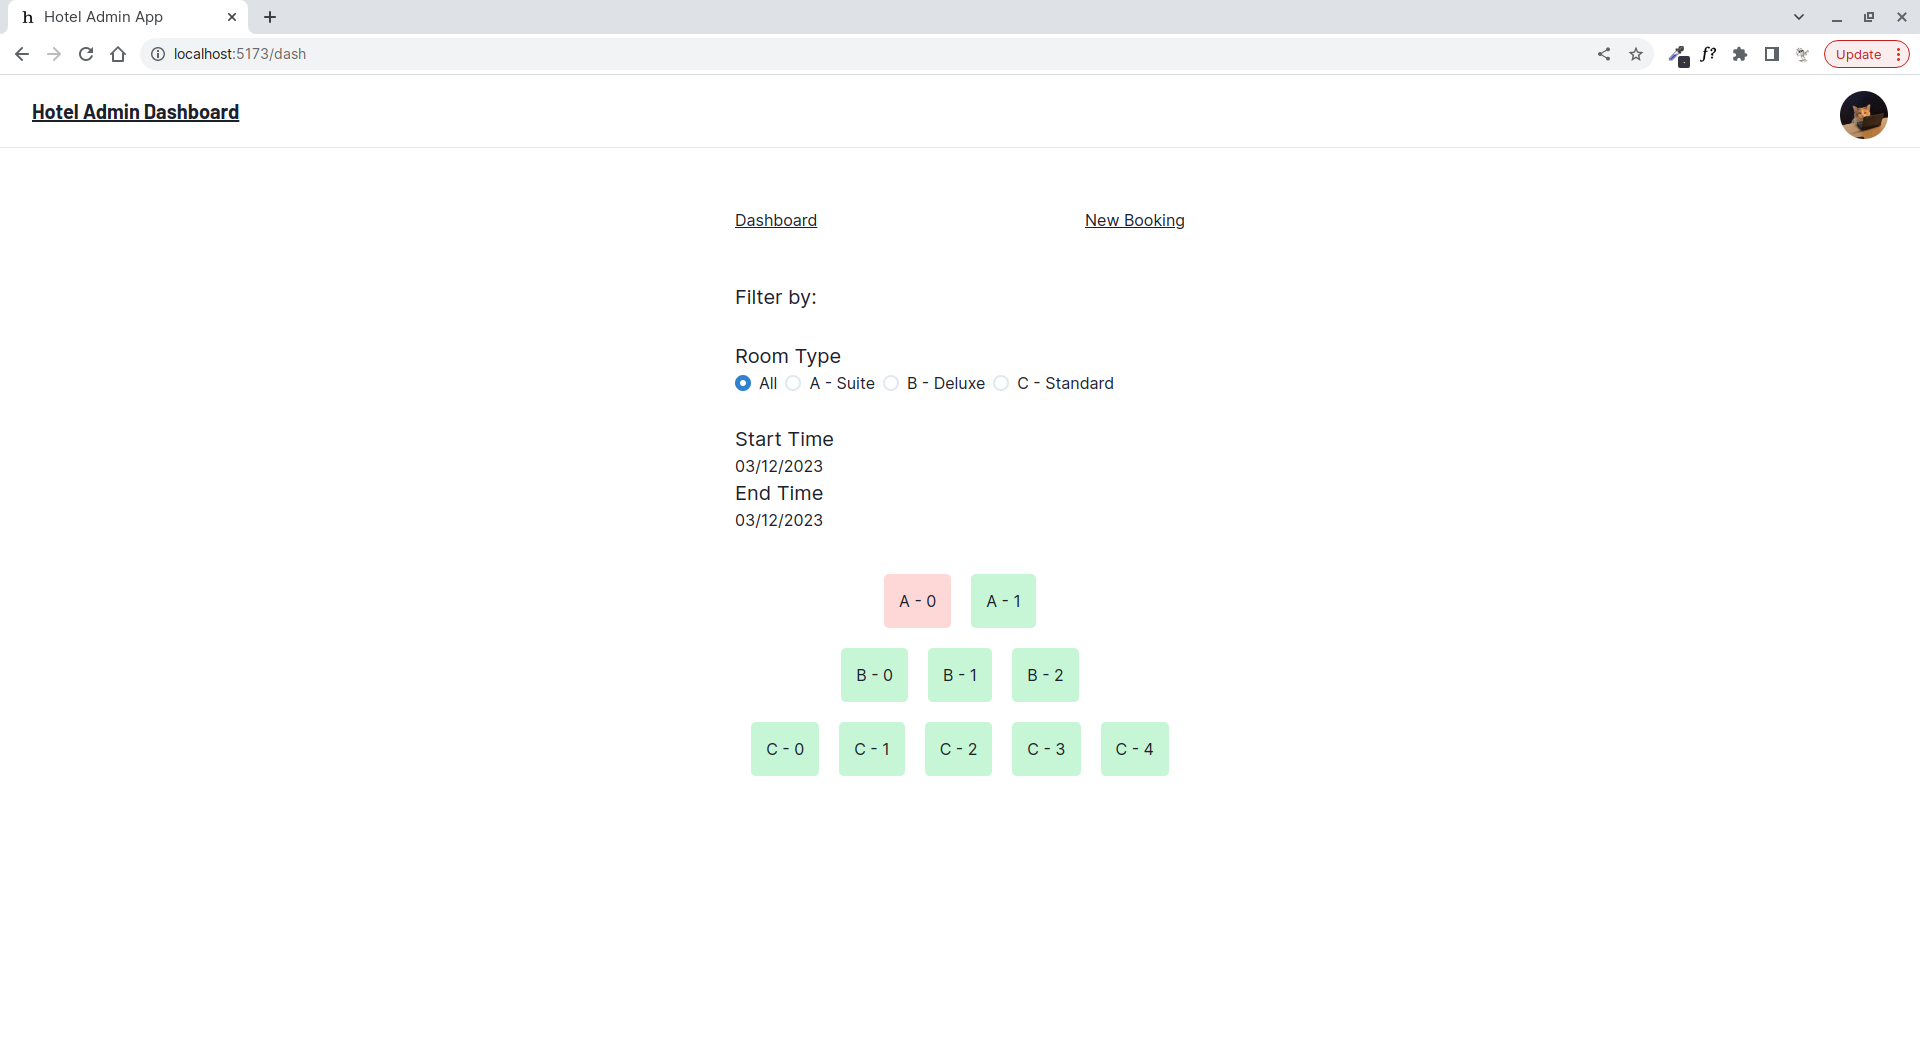 h Hotel Admin App
localhost:5173/dash
f?
Update
Hotel Admin Dashboard
Dashboard New Booking
Filter by:
Room Type
All A - Suite B - Deluxe C - Standard
Start Time
03/12/2023
End Time
03/12/2023
A - 0 A - 1
B - 0 B - 1 B - 2
C - 0 C - 1 C - 2 C - 3 C - 4